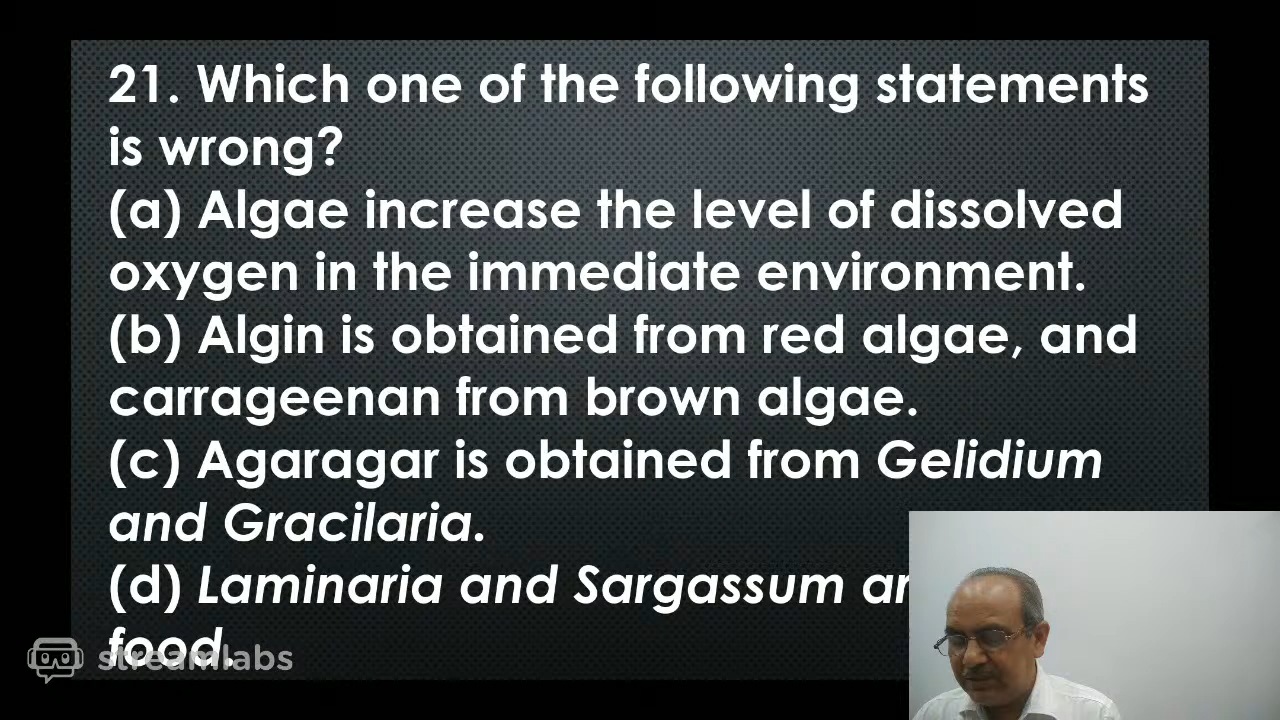 21. Which one of the following statements
is wrong?
(a) Algae increase the level of dissolved
oxygen in the immediate environment.
(b) Algin is obtained from red algae, and
carrageenan from brown algae.
(c) Agaragar is obtained from Gelidium
and Gracilaria.
(d) Laminaria and Sargassum
food.
streamlabs